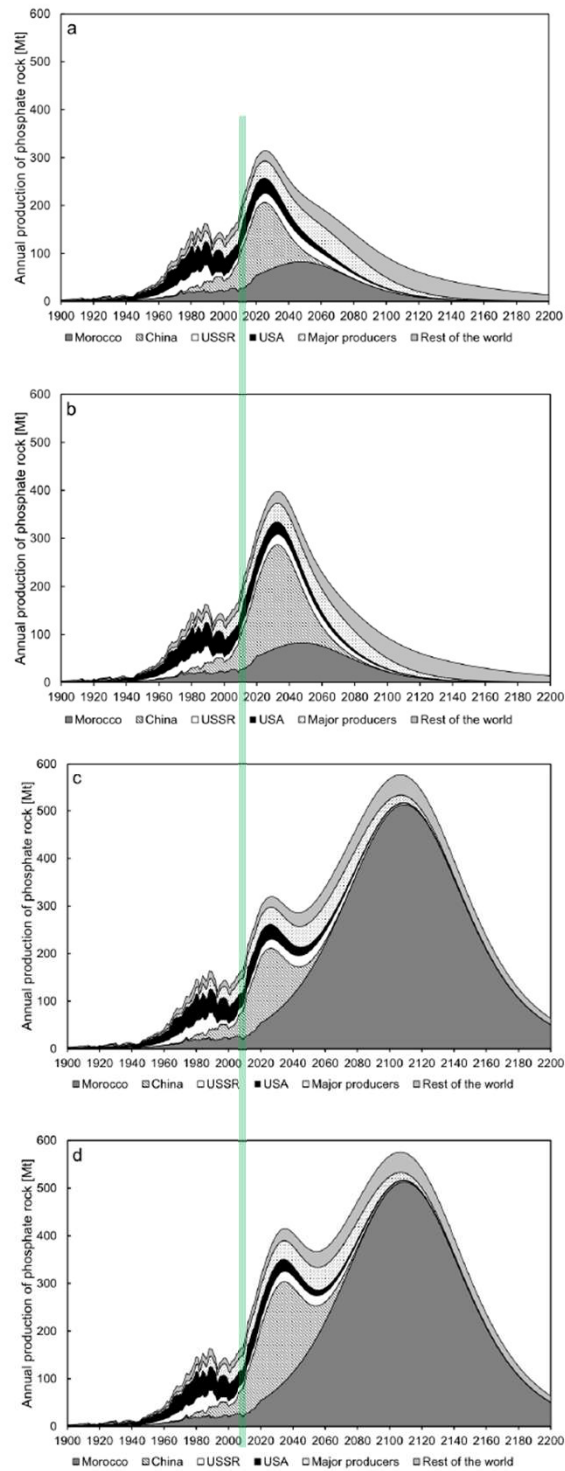 a
Annual production of phosphate rock [Mt]
600
500
400
300
200
100
0
1900 1920 1940 1960 1980 2000 2020 2040 2060 2080 2100 2120 2140 2160 2180 2200
Morocco China USSR USA Major producers Rest of the world
b
Annual production of phosphate rock [Mt]
600
500
400
300
200
100
0
1900 1920 1940 1960 1980 2000 2020 2040 2060 2080 2100 2120 2140 2160 2180 2200
Morocco China USSR USA Major producers Rest of the world
c
Annual production of phosphate rock [Mt]
600
500
400
300
200
100
0
1900 1920 1940 1960 1980 2000 2020 2040 2060 2080 2100 2120 2140 2160 2180 2200
Morocco China USSR USA Major producers Rest of the world
d
Annual production of phosphate rock [Mt]
600
500
400
300
200
100
0
1900 1920 1940 1960 1980 2000 2020 2040 2060 2080 2100 2120 2140 2160 2180 2200
Morocco China USSR USA Major producers Rest of the world